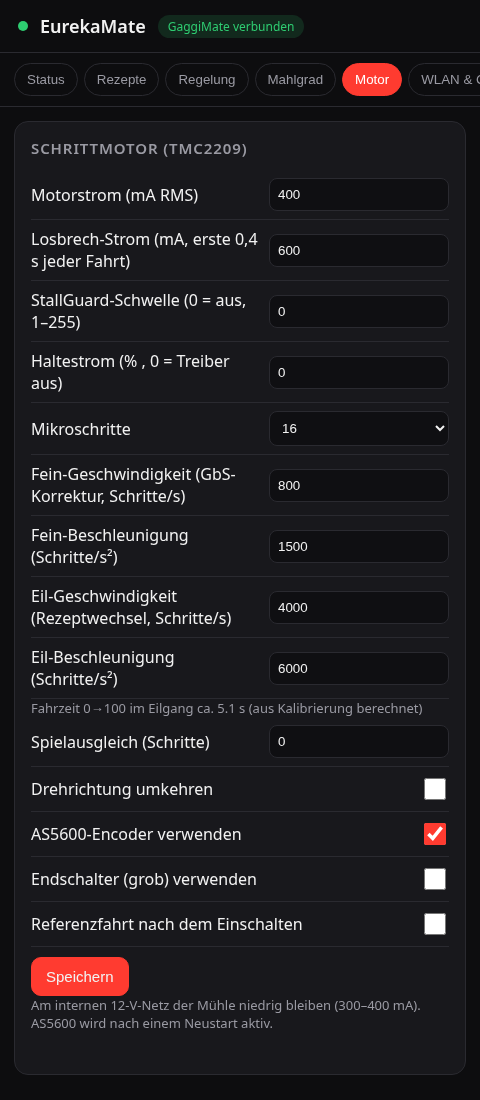 EurekaMate GaggiMate verbunden
Status Rezepte Regelung Mahlgrad Motor WLAN &
SCHRITTMOTOR (TMC2209)
Motorstrom (mA RMS) 400
Losbrech-Strom (mA, erste 0,4
s jeder Fahrt) 600
StallGuard-Schwelle (0 = aus,
1–255) 0
Haltestrom (% , 0 = Treiber
aus) 0
Mikroschritte 16
Fein-Geschwindigkeit (GbS-
Korrektur, Schritte/s) 800
Fein-Beschleunigung
(Schritte/s²) 1500
Eil-Geschwindigkeit
(Rezeptwechsel, Schritte/s) 4000
Eil-Beschleunigung
(Schritte/s²) 6000
Fahrzeit 0→100 im Eilgang ca. 5.1 s (aus Kalibrierung berechnet)
Spielausgleich (Schritte) 0
Drehrichtung umkehren
AS5600-Encoder verwenden
Endschalter (grob) verwenden
Referenzfahrt nach dem Einschalten
Speichern
Am internen 12-V-Netz der Mühle niedrig bleiben (300–400 mA).
AS5600 wird nach einem Neustart aktiv.